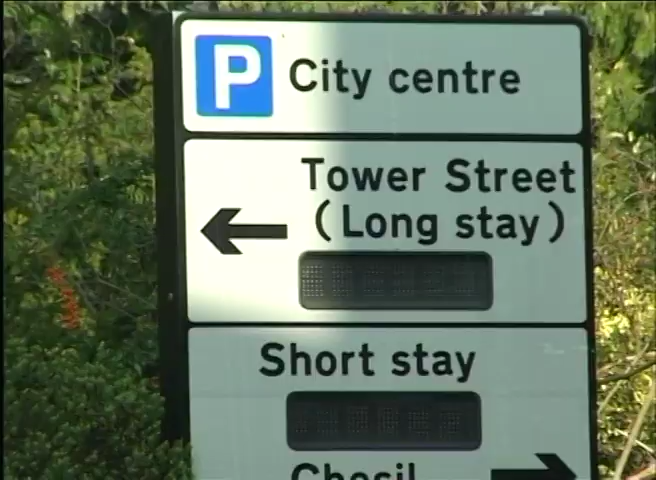 P City centre
Tower Street
(Long stay)
Short stay
Chesil